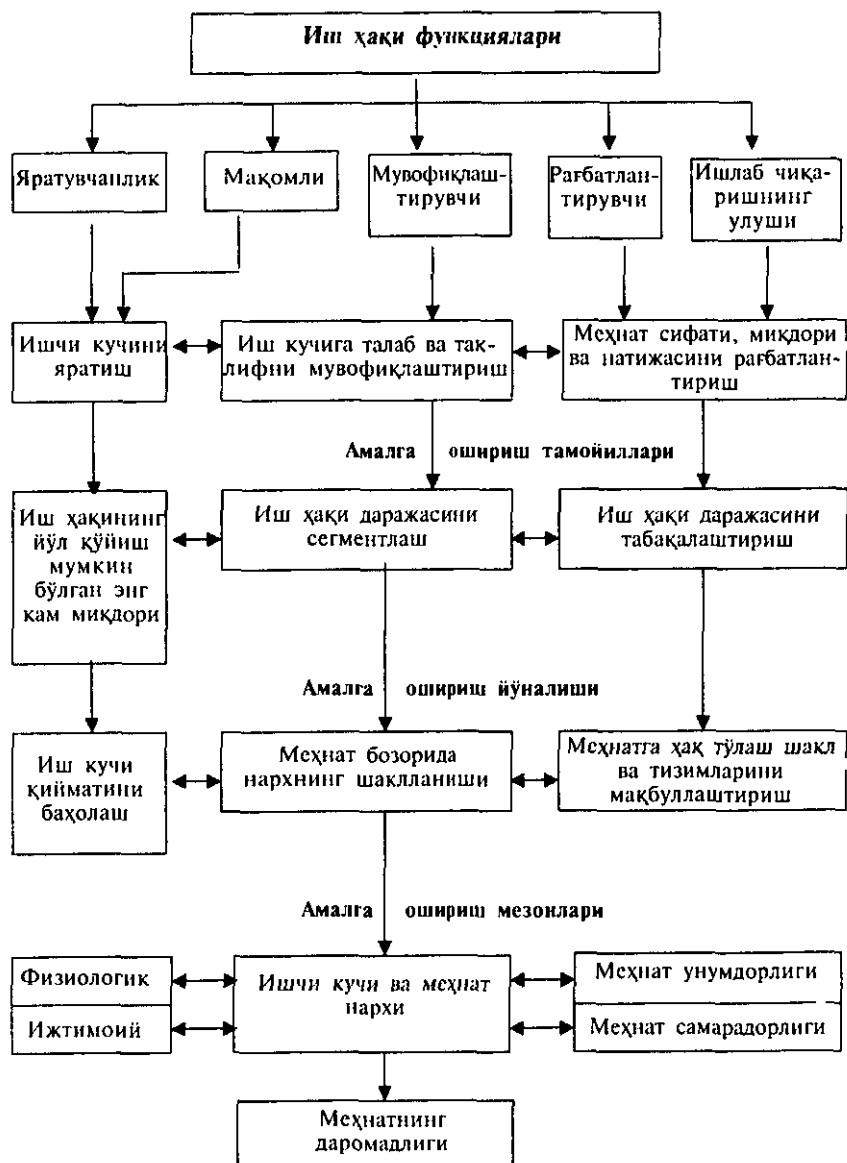 Иш ҳақи функциялари
Яратувчанлик
Мақомли
Мувофиқлаш-
тирувчи
Рағбатлан-
тирувчи
Ишлаб чиқа-
ришнинг
улуши
Ишчи кучини
яратиш
Иш кучига талаб ва так-
лифни мувофиқлаштириш
Меҳнат сифати, миқдори
ва натижасини рағбатлан-
тириш
Амалга ошириш тамойиллари
Иш ҳақининг
йўл қўйиш
мумкин
бўлган энг
кам миқдори
Иш ҳақи даражасини
сегментлаш
Иш ҳақи даражасини
табақалаштириш
Амалга ошириш йўналиши
Иш кучи
қийматини
баҳолаш
Меҳнат бозорида
нархнинг шаклланиши
Меҳнатга ҳақ тўлаш шакл
ва тизимларини
мақбуллаштириш
Амалга ошириш мезонлари
Физиологик
Ижтимоий
Ишчи кучи ва меҳнат
нархи
Меҳнат унумдорлиги
Меҳнат самарадорлиги
Меҳнатнинг
даромадлиги